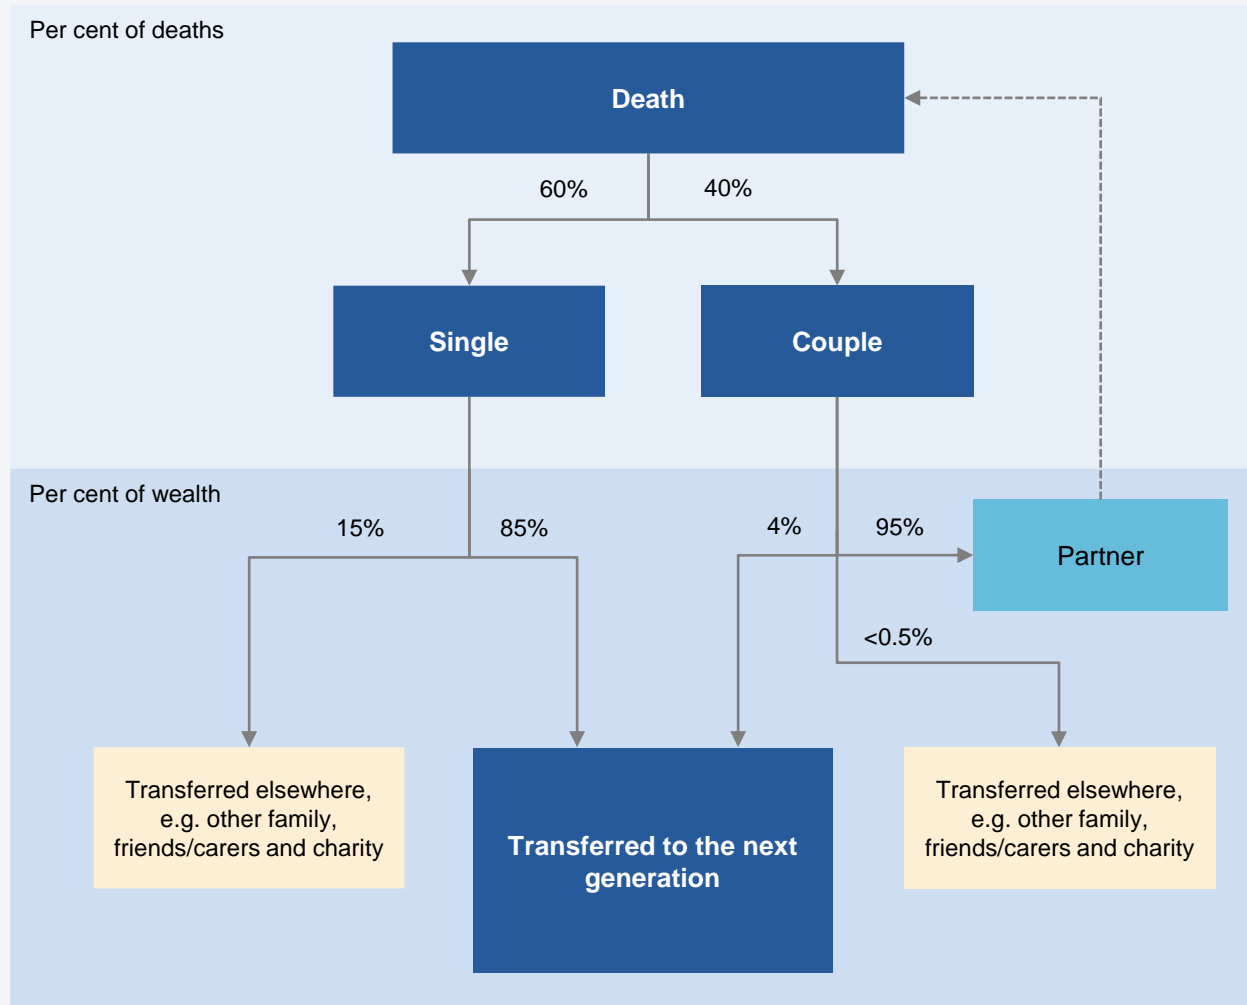 Per cent of deaths
Death
60%
40%
Single
Couple
Per cent of wealth
15%
85%
4%
95%
Partner
<0.5%
Transferred elsewhere,
e.g. other family,
friends/carers and charity
Transferred to the next
generation
Transferred elsewhere,
e.g. other family,
friends/carers and charity